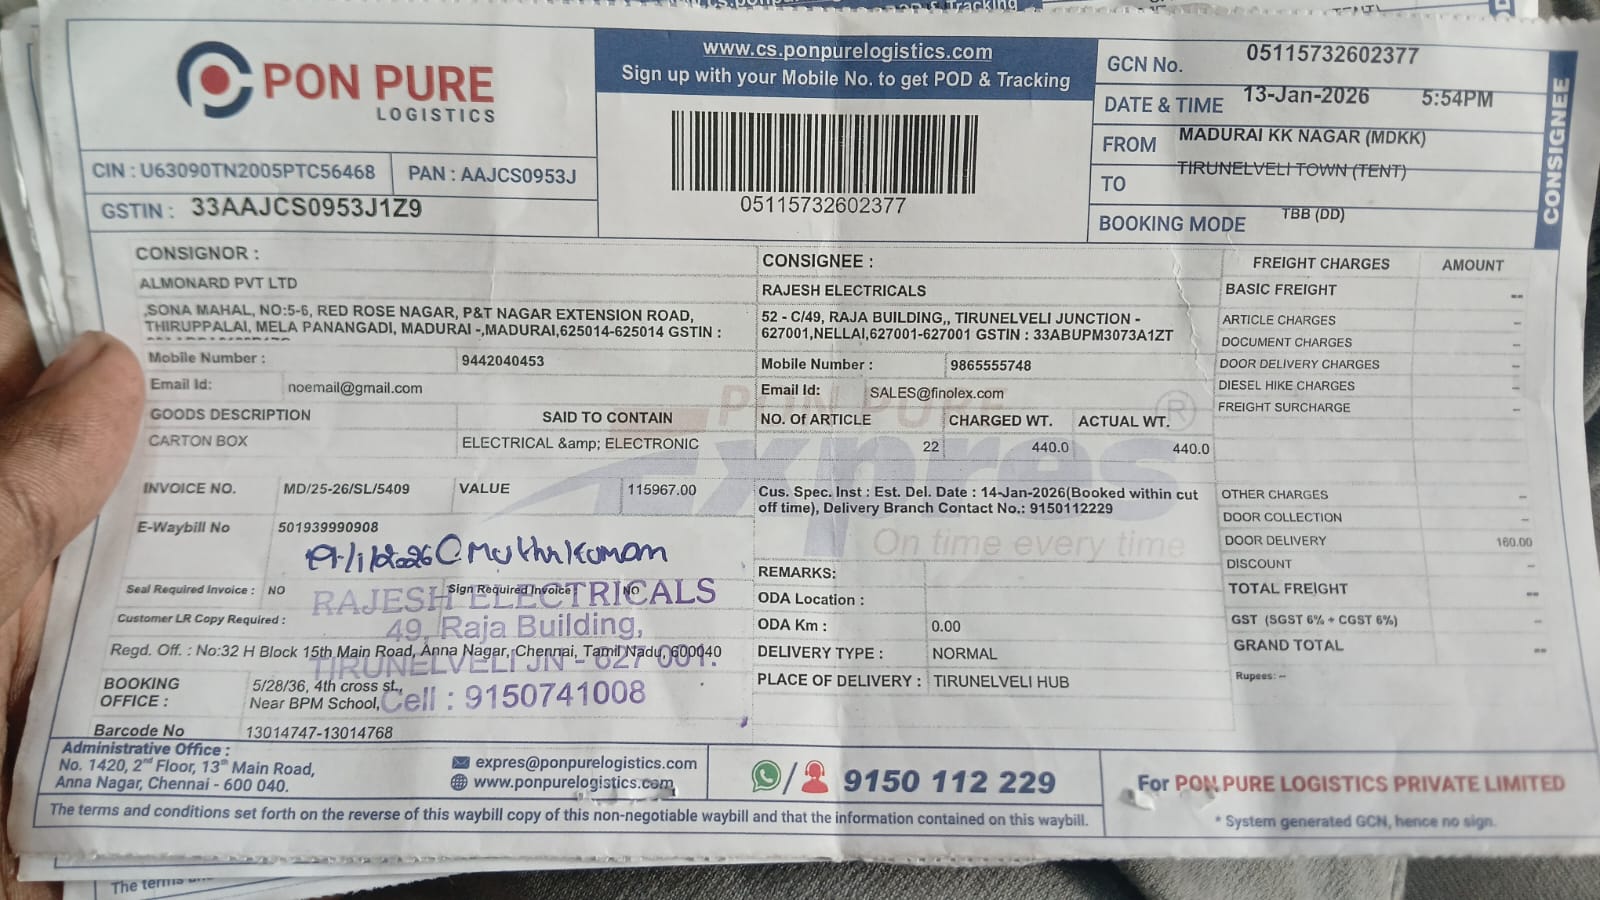 PON PURE
LOGISTICS
www.cs.ponpurelogistics.com
Sign up with your Mobile No. to get POD & Tracking
05115732602377
GCN No. 05115732602377
DATE & TIME 13-Jan-2026 5:54PM
FROM MADURAI KK NAGAR (MDKK)
TO TIRUNELVELI TOWN (TENT)
BOOKING MODE TBB (DD)
CONSIGNEE
CIN : U63090TN2005PTC56468 PAN : AAJCS0953J
GSTIN : 33AAJCS0953J1Z9
CONSIGNOR :
ALMONARD PVT LTD
,SONA MAHAL, NO:5-6, RED ROSE NAGAR, P&T NAGAR EXTENSION ROAD,
THIRUPPALAI, MELA PANANGADI, MADURAI -,MADURAI,625014-625014 GSTIN :
Mobile Number : 9442040453
Email Id: noemail@gmail.com
GOODS DESCRIPTION SAID TO CONTAIN
CARTON BOX ELECTRICAL &amp; ELECTRONIC
INVOICE NO. MD/25-26/SL/5409 VALUE 115967.00
E-Waybill No 501939990908
CMuthukumam
Seal Required Invoice : NO Sign Required Invoice NO
RAJESH ELECTRICALS
Customer LR Copy Required :
49, Raja Building,
Regd. Off. : No:32 H Block 15th Main Road, Anna Nagar, Chennai, Tamil Nadu, 600040
TIRUNELVELI JN - 627 001.
BOOKING OFFICE : 5/28/36, 4th cross st.,
Near BPM School,
Cell : 9150741008
Barcode No 13014747-13014768
CONSIGNEE :
RAJESH ELECTRICALS
52 - C/49, RAJA BUILDING,, TIRUNELVELI JUNCTION -
627001,NELLAI,627001-627001 GSTIN : 33ABUPM3073A1ZT
Mobile Number : 9865555748
Email Id: SALES@finolex.com
NO. Of ARTICLE CHARGED WT. ACTUAL WT.
22 440.0 440.0
PON PURE
Expres ®
On time every time
Cus. Spec. Inst : Est. Del. Date : 14-Jan-2026(Booked within cut
off time), Delivery Branch Contact No.: 9150112229
REMARKS:
ODA Location :
ODA Km : 0.00
DELIVERY TYPE : NORMAL
PLACE OF DELIVERY : TIRUNELVELI HUB
FREIGHT CHARGES AMOUNT
BASIC FREIGHT --
ARTICLE CHARGES -
DOCUMENT CHARGES -
DOOR DELIVERY CHARGES -
DIESEL HIKE CHARGES -
FREIGHT SURCHARGE -
OTHER CHARGES -
DOOR COLLECTION -
DOOR DELIVERY 160.00
DISCOUNT -
TOTAL FREIGHT --
GST (SGST 6% + CGST 6%) -
GRAND TOTAL --
Rupees: --
Administrative Office :
No. 1420, 2nd Floor, 13th Main Road,
Anna Nagar, Chennai - 600 040.
expres@ponpurelogistics.com
www.ponpurelogistics.com
9150 112 229
For PON PURE LOGISTICS PRIVATE LIMITED
* System generated GCN, hence no sign.
The terms and conditions set forth on the reverse of this waybill copy of this non-negotiable waybill and that the information contained on this waybill.
The terms